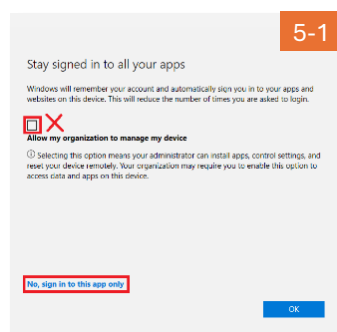 5-1
Stay signed in to all your apps
Windows will remember your account and automatically sign you in to your apps and
websites on this device. This will reduce the number of times you are asked to login.
Allow my organization to manage my device
ⓘ Selecting this option means your administrator can install apps, control settings, and
reset your device remotely. Your organization may require you to enable this option to
access data and apps on this device.
No, sign in to this app only
OK